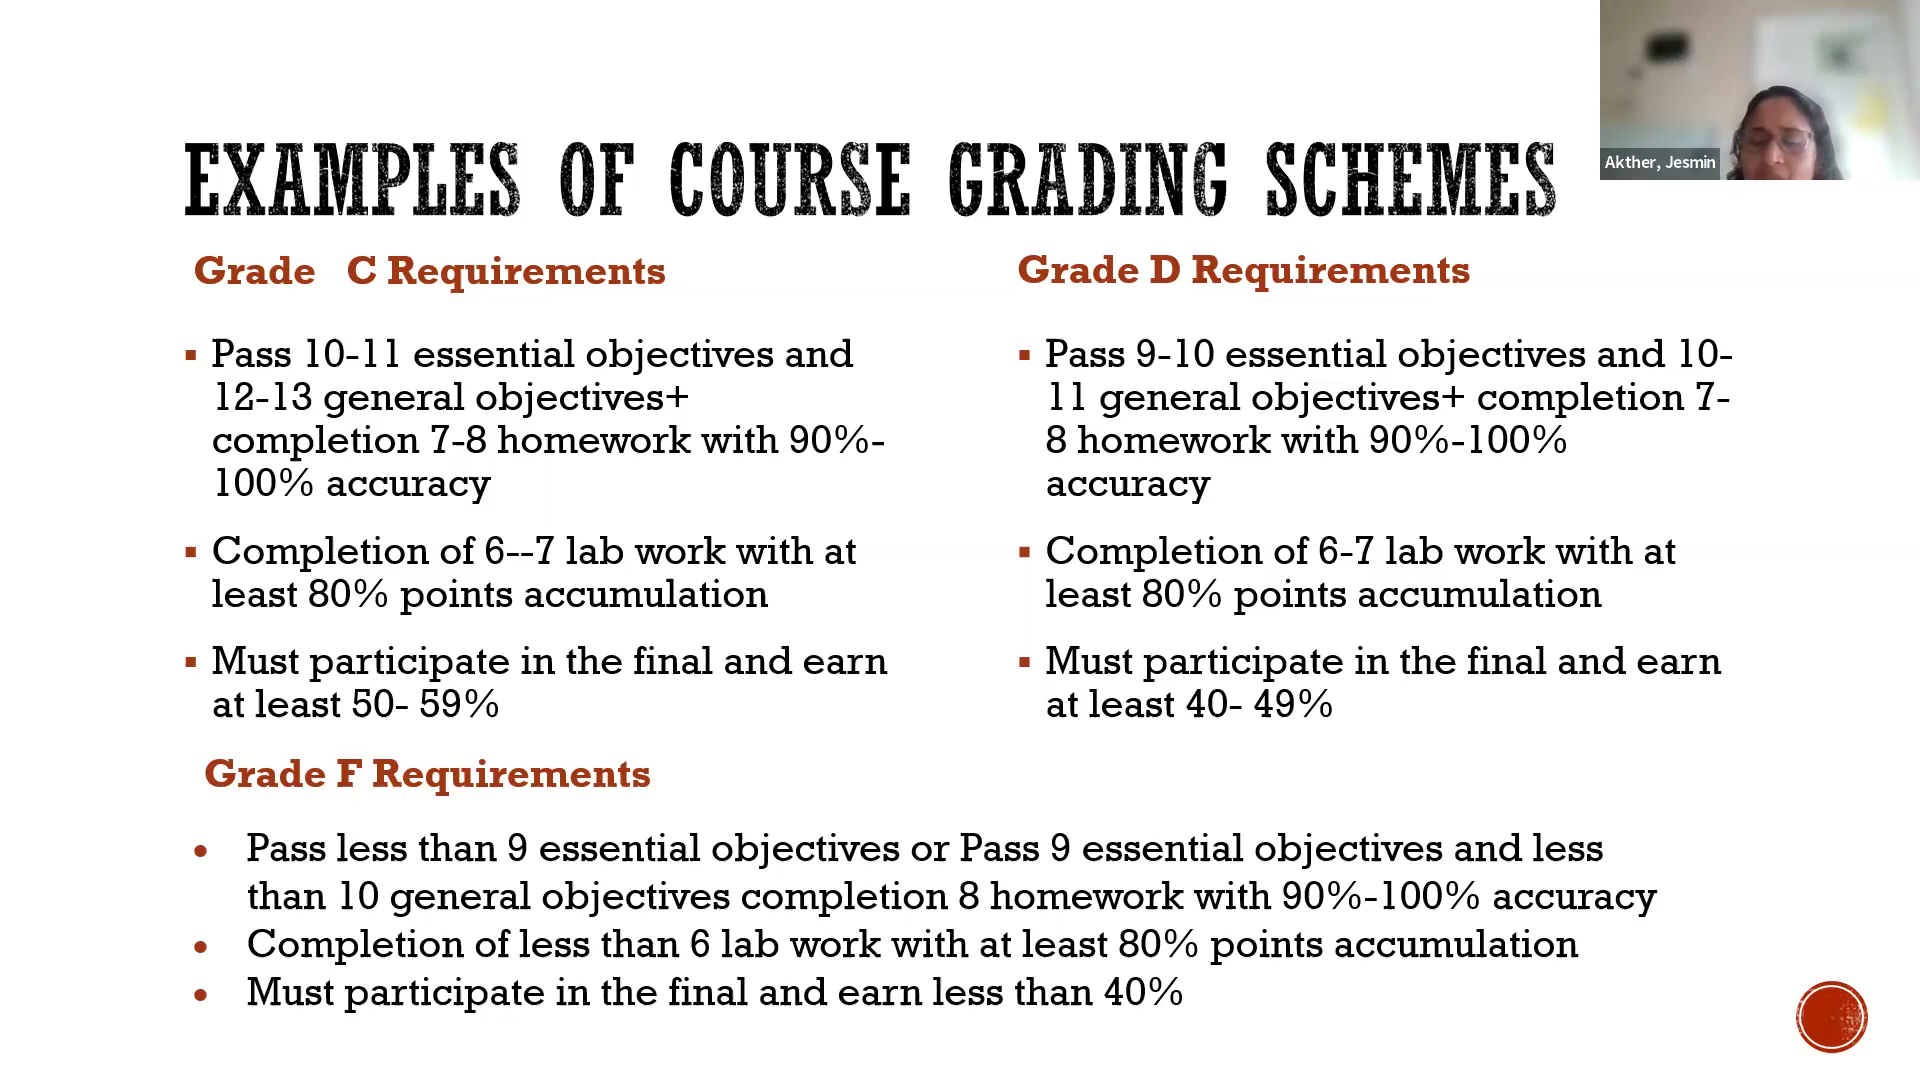 Akther, Jesmin
EXAMPLES OF COURSE GRADING SCHEMES
Grade C Requirements
Pass 10-11 essential objectives and
12-13 general objectives+
completion 7-8 homework with 90%-
100% accuracy
Completion of 6--7 lab work with at
least 80% points accumulation
Must participate in the final and earn
at least 50- 59%
Grade D Requirements
Pass 9-10 essential objectives and 10-
11 general objectives+ completion 7-
8 homework with 90%-100%
accuracy
Completion of 6-7 lab work with at
least 80% points accumulation
Must participate in the final and earn
at least 40- 49%
Grade F Requirements
Pass less than 9 essential objectives or Pass 9 essential objectives and less
than 10 general objectives completion 8 homework with 90%-100% accuracy
Completion of less than 6 lab work with at least 80% points accumulation
Must participate in the final and earn less than 40%